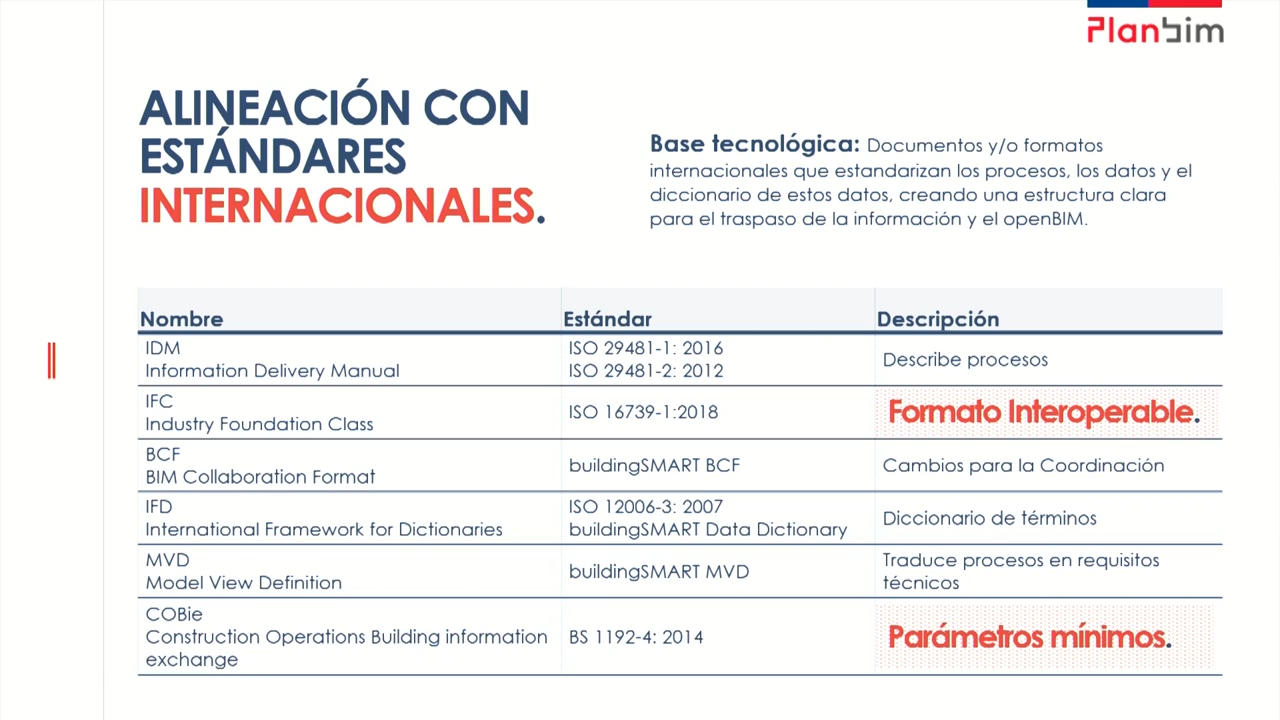 Planbim
ALINEACIÓN CON
ESTÁNDARES
INTERNACIONALES.
Base tecnológica: Documentos y/o formatos
internacionales que estandarizan los procesos, los datos y el
diccionario de estos datos, creando una estructura clara
para el traspaso de la información y el openBIM.
Nombre
Estándar
Descripción
IDM
Information Delivery Manual
ISO 29481-1: 2016
ISO 29481-2: 2012
Describe procesos
IFC
Industry Foundation Class
ISO 16739-1:2018
Formato Interoperable.
BCF
BIM Collaboration Format
buildingSMART BCF
Cambios para la Coordinación
IFD
International Framework for Dictionaries
ISO 12006-3: 2007
buildingSMART Data Dictionary
Diccionario de términos
MVD
Model View Definition
buildingSMART MVD
Traduce procesos en requisitos
técnicos
COBie
Construction Operations Building information
exchange
BS 1192-4: 2014
Parámetros mínimos.